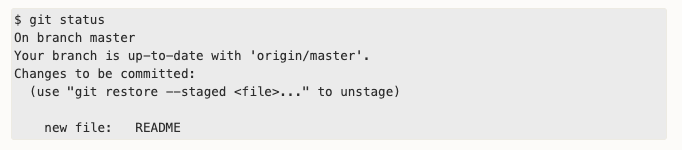 $ git status
On branch master
Your branch is up-to-date with 'origin/master'.
Changes to be committed:
  (use "git restore --staged <file>..." to unstage)

    new file:   README